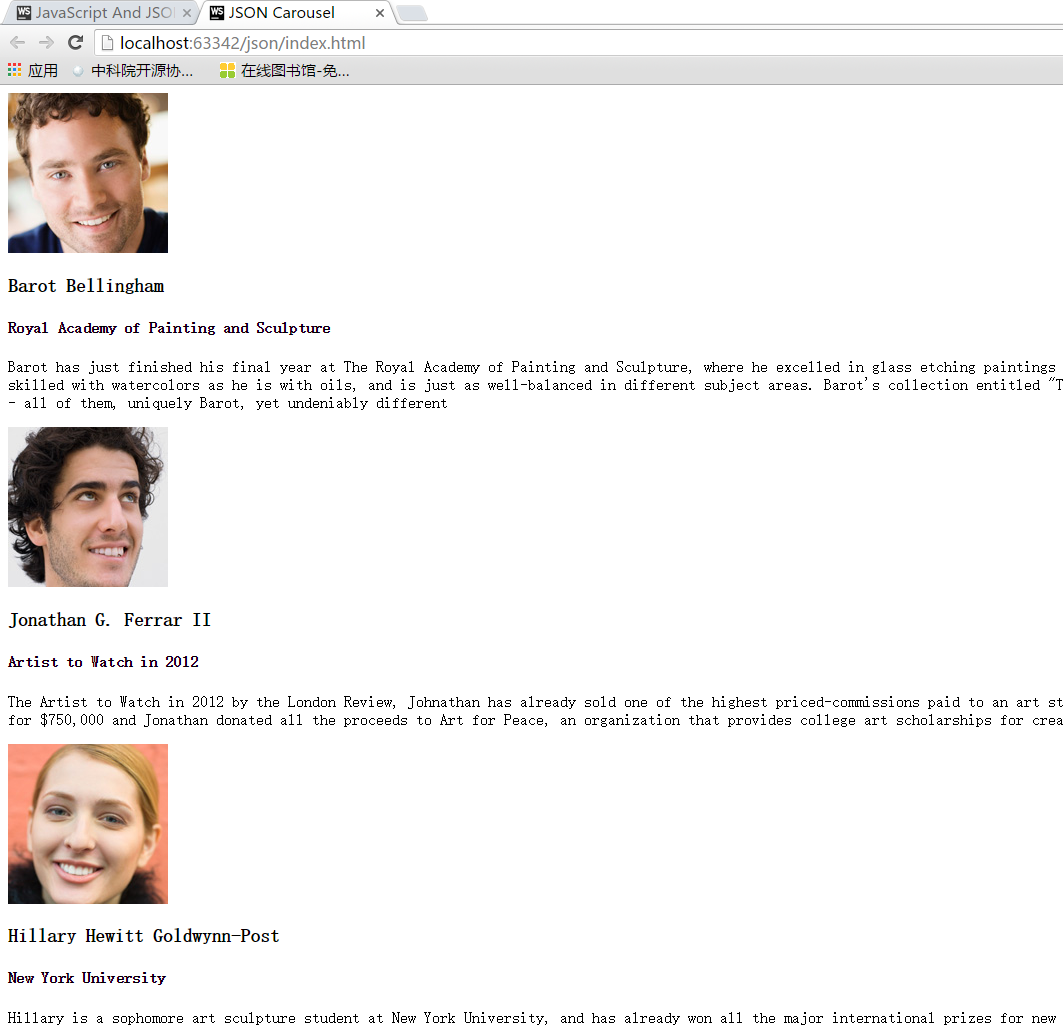 JavaScript And JSO
JSON Carousel
localhost:63342/json/index.html
应用 中科院开源协... 在线图书馆-免...
Barot Bellingham
Royal Academy of Painting and Sculpture
Barot has just finished his final year at The Royal Academy of Painting and Sculpture, where he excelled in glass etching paintings
skilled with watercolors as he is with oils, and is just as well-balanced in different subject areas. Barot's collection entitled "T
- all of them, uniquely Barot, yet undeniably different
Jonathan G. Ferrar II
Artist to Watch in 2012
The Artist to Watch in 2012 by the London Review, Johnathan has already sold one of the highest priced-commissions paid to an art st
for $750,000 and Jonathan donated all the proceeds to Art for Peace, an organization that provides college art scholarships for crea
Hillary Hewitt Goldwynn-Post
New York University
Hillary is a sophomore art sculpture student at New York University, and has already won all the major international prizes for new